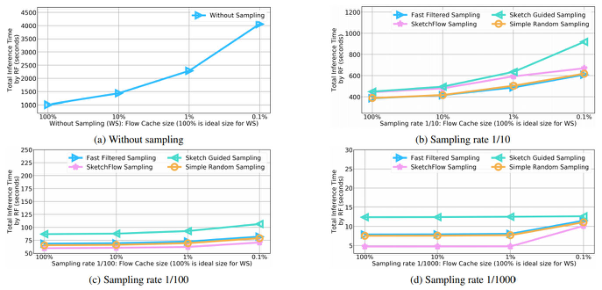 Total Inference Time
by RF (seconds)
4500
4000
3500
3000
2500
2000
1500
1000
Without Sampling
100%
10%
1%
0.1%
Without Sampling (WS): Flow Cache size (100% is ideal size for WS)
(a) Without sampling
Total Inference Time
by RF (seconds)
1200
1000
800
600
400
Fast Filtered Sampling
SketchFlow Sampling
Sketch Guided Sampling
Simple Random Sampling
100%
10%
1%
0.1%
Sampling rate 1/10: Flow Cache size (100% is ideal size for WS)
(b) Sampling rate 1/10
Total Inference Time
by RF (seconds)
250
225
200
175
150
125
100
75
50
Fast Filtered Sampling
SketchFlow Sampling
Sketch Guided Sampling
Simple Random Sampling
100%
10%
1%
0.1%
Sampling rate 1/100: Flow Cache size (100% is ideal size for WS)
(c) Sampling rate 1/100
Total Inference Time
by RF (seconds)
30
25
20
15
10
5
Fast Filtered Sampling
SketchFlow Sampling
Sketch Guided Sampling
Simple Random Sampling
100%
10%
1%
0.1%
Sampling rate 1/1000: Flow Cache size (100% is ideal size for WS)
(d) Sampling rate 1/1000